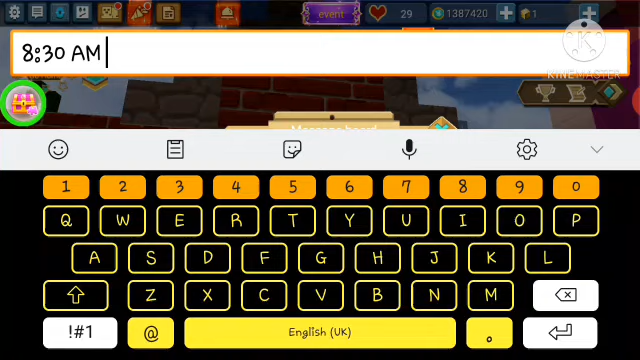 event
29
1387420
1
8:30 AM
KINEMASTER
Message board
1 2 3 4 5 6 7 8 9 0
Q W E R T Y U I O P
A S D F G H J K L
Z X C V B N M
!#1 @ English (UK) .